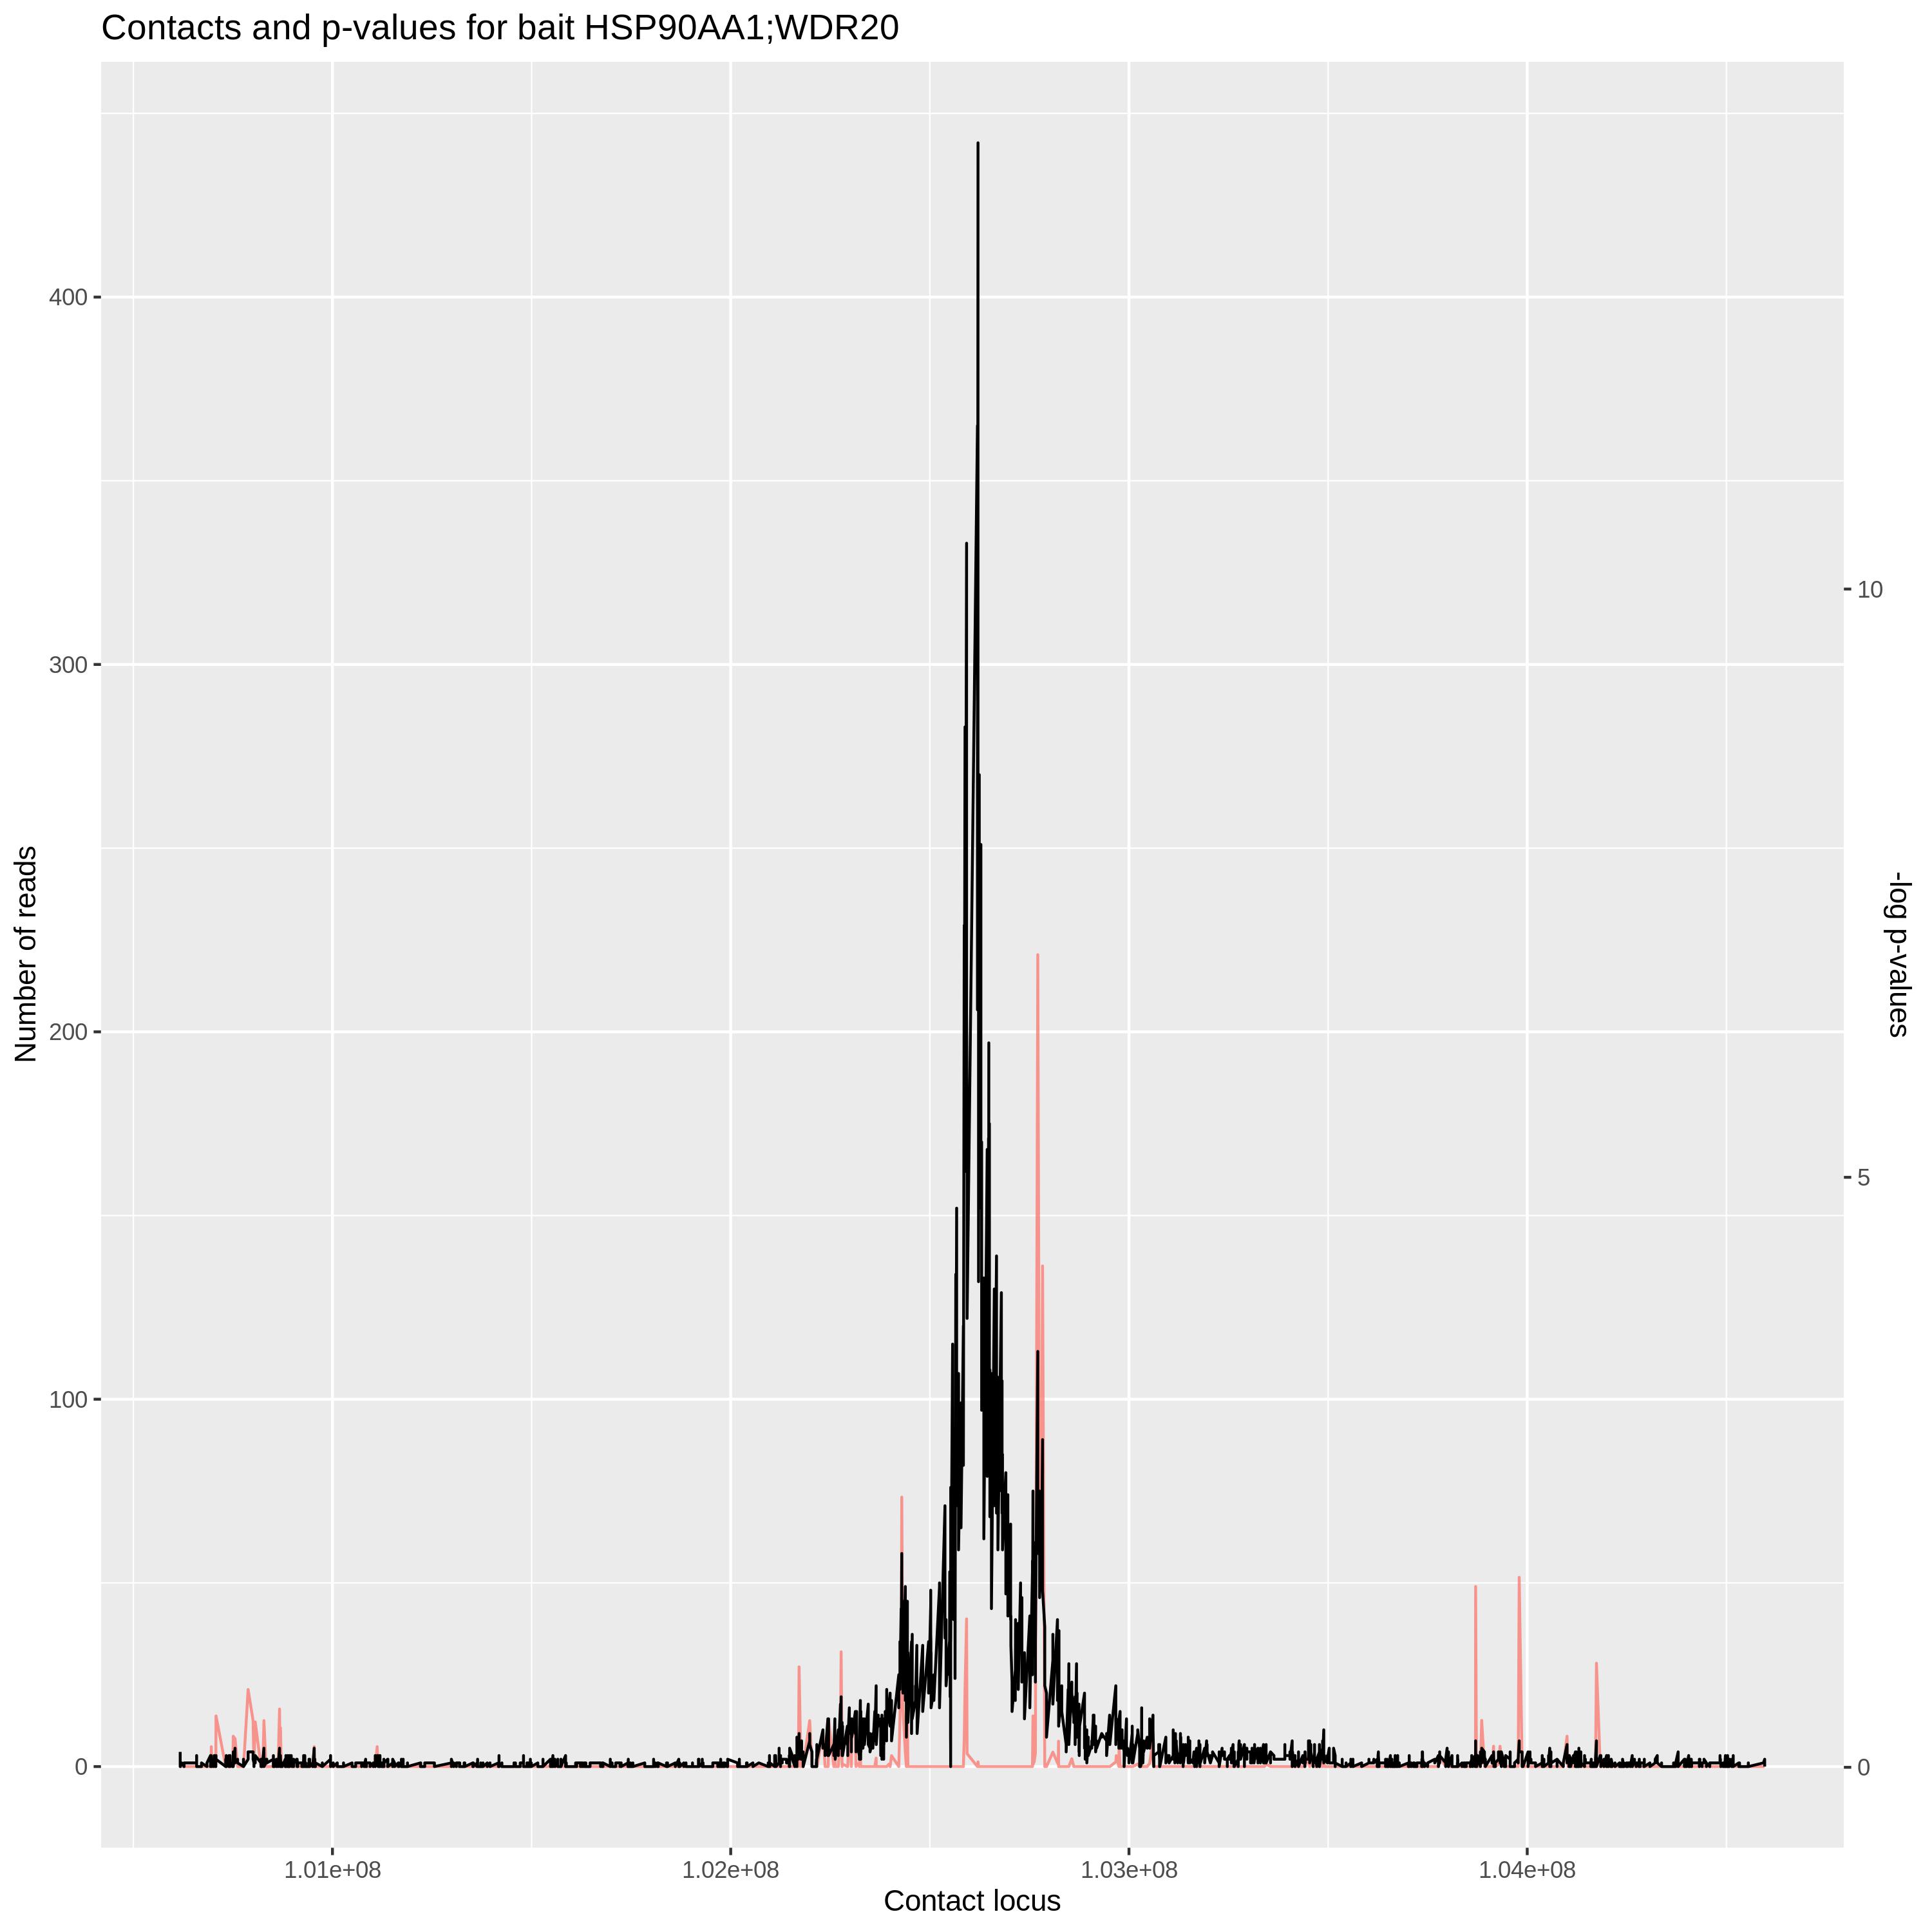 Contacts and p-values for bait HSP90AA1;WDR20
400
300
200
100
0
Number of reads
10
5
0
-log p-values
1.01e+08 1.02e+08 1.03e+08 1.04e+08
Contact locus